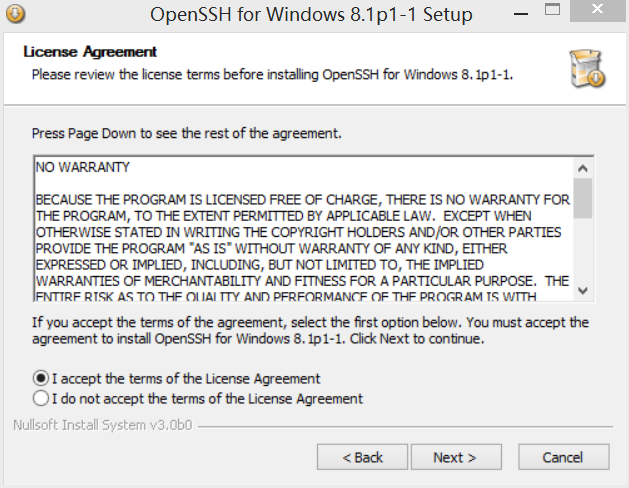 OpenSSH for Windows 8.1p1-1 Setup
License Agreement
Please review the license terms before installing OpenSSH for Windows 8.1p1-1.
Press Page Down to see the rest of the agreement.
NO WARRANTY
BECAUSE THE PROGRAM IS LICENSED FREE OF CHARGE, THERE IS NO WARRANTY FOR
THE PROGRAM, TO THE EXTENT PERMITTED BY APPLICABLE LAW.  EXCEPT WHEN
OTHERWISE STATED IN WRITING THE COPYRIGHT HOLDERS AND/OR OTHER PARTIES
PROVIDE THE PROGRAM "AS IS" WITHOUT WARRANTY OF ANY KIND, EITHER
EXPRESSED OR IMPLIED, INCLUDING, BUT NOT LIMITED TO, THE IMPLIED
WARRANTIES OF MERCHANTABILITY AND FITNESS FOR A PARTICULAR PURPOSE.  THE
ENTIRE RISK AS TO THE QUALITY AND PERFORMANCE OF THE PROGRAM IS WITH
If you accept the terms of the agreement, select the first option below. You must accept the
agreement to install OpenSSH for Windows 8.1p1-1. Click Next to continue.
I accept the terms of the License Agreement
I do not accept the terms of the License Agreement
Nullsoft Install System v3.0b0
< Back
Next >
Cancel